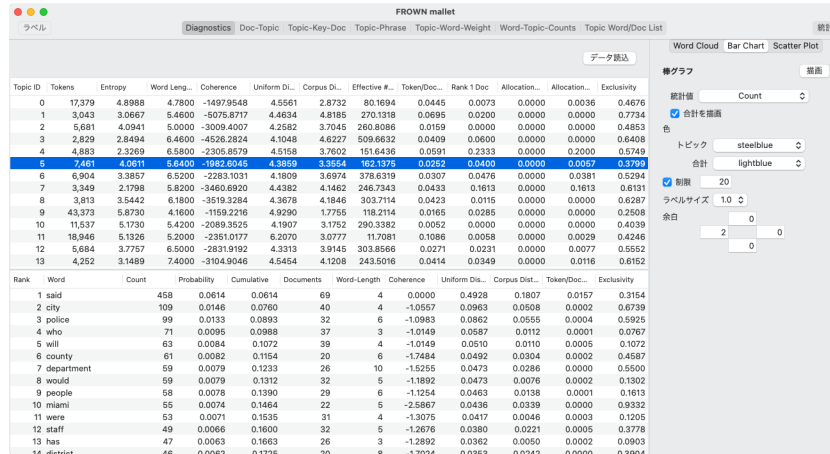 FROWN mallet
ラベル Diagnostics Doc-Topic Topic-Key-Doc Topic-Phrase Topic-Word-Weight Word-Topic-Counts Topic Word/Doc List 統計
Word Cloud Bar Chart Scatter Plot
データ読込
棒グラフ 描画
統計値 Count
合計を描画
色
トピック steelblue
合計 lightblue
制限 20
ラベルサイズ 1.0
余白 0
2 0
0
Topic ID Tokens Entropy Word Leng... Coherence Uniform Di... Corpus Di... Effective #... Token/Doc... Rank 1 Doc Allocation... Allocation... Exclusivity
0 17,379 4.8988 4.7800 -1497.9548 4.5561 2.8732 80.1694 0.0445 0.0073 0.0000 0.0036 0.4676
1 3,043 3.0667 5.4600 -5075.8717 4.4634 4.8185 270.1318 0.0695 0.0200 0.0000 0.0000 0.7734
2 5,681 4.0941 5.0000 -3009.4007 4.2582 3.7045 260.8086 0.0159 0.0000 0.0000 0.0000 0.4853
3 2,829 2.8494 6.6400 -4526.2824 4.1048 4.6227 509.6632 0.0409 0.0600 0.0000 0.0000 0.6408
4 4,883 2.3269 6.5800 -2305.8579 4.5158 3.7602 151.6436 0.0591 0.2333 0.0000 0.2000 0.5749
5 7,461 4.0611 5.6400 -1982.6045 4.3859 3.3554 162.1375 0.0252 0.0400 0.0000 0.0057 0.3799
6 6,904 3.3857 6.5200 -2283.1031 4.1809 3.6974 378.6319 0.0307 0.0476 0.0000 0.0381 0.5294
7 3,349 2.1798 5.8200 -3460.6920 4.4382 4.1462 246.7343 0.0433 0.1613 0.0000 0.1613 0.6131
8 3,813 3.5442 6.1800 -3519.3284 4.3678 4.1846 303.7114 0.0423 0.0115 0.0000 0.0000 0.6287
9 43,373 5.8730 4.1600 -1159.2216 4.9290 1.7755 118.2114 0.0165 0.0285 0.0000 0.0000 0.2508
10 11,537 5.1730 5.4200 -2089.3525 4.1907 3.1752 290.3382 0.0052 0.0000 0.0000 0.0000 0.4039
11 18,946 5.1326 5.2000 -2351.0177 6.2070 3.0777 11.7081 0.1086 0.0058 0.0000 0.0029 0.4246
12 5,684 3.7757 6.5000 -2831.9192 4.3313 3.9145 303.8566 0.0271 0.0231 0.0000 0.0077 0.5552
13 4,252 3.1489 7.4000 -3104.9046 4.5454 4.1208 243.5016 0.0414 0.0349 0.0000 0.0116 0.6152
Rank Word Count Probability Cumulative Documents Word-Length Coherence Uniform Dis... Corpus Dist... Token/Doc... Exclusivity
1 said 458 0.0614 0.0614 69 4 0.0000 0.4928 0.1807 0.0157 0.3154
2 city 109 0.0146 0.0760 40 4 -1.0557 0.0963 0.0508 0.0002 0.6739
3 police 99 0.0133 0.0893 32 6 -1.0983 0.0862 0.0555 0.0004 0.5925
4 who 71 0.0095 0.0988 37 3 -1.0149 0.0587 0.0112 0.0001 0.0767
5 will 63 0.0084 0.1072 39 4 -1.0149 0.0510 0.0110 0.0005 0.1072
6 county 61 0.0082 0.1154 20 6 -1.7484 0.0492 0.0304 0.0002 0.4587
7 department 59 0.0079 0.1233 26 10 -1.5255 0.0473 0.0286 0.0000 0.5500
8 would 59 0.0079 0.1312 32 5 -1.1892 0.0473 0.0076 0.0002 0.1302
9 people 58 0.0078 0.1390 29 6 -1.1254 0.0463 0.0138 0.0001 0.1613
10 miami 55 0.0074 0.1464 22 5 -2.5867 0.0436 0.0339 0.0000 0.9332
11 were 53 0.0071 0.1535 31 4 -1.3075 0.0417 0.0046 0.0003 0.1205
12 staff 49 0.0066 0.1600 32 5 -1.2676 0.0380 0.0221 0.0005 0.3778
13 has 47 0.0063 0.1663 26 3 -1.2892 0.0362 0.0050 0.0002 0.0903
14 district 46 0.0062 0.1725 20 8 -1.7024 0.0353 0.0242 0.0000 0.3904